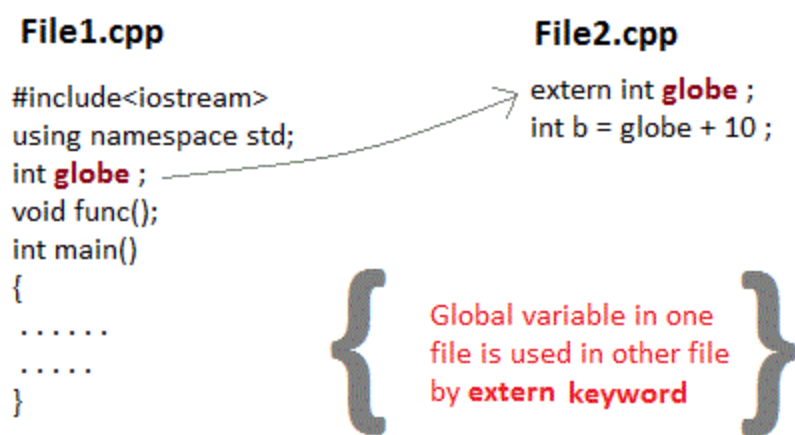 File1.cpp
#include<iostream>
using namespace std;
int globe ;
void func();
int main()
{
. . . . . .
. . . . .
}
File2.cpp
extern int globe ;
int b = globe + 10 ;
{ Global variable in one
file is used in other file
by extern keyword }